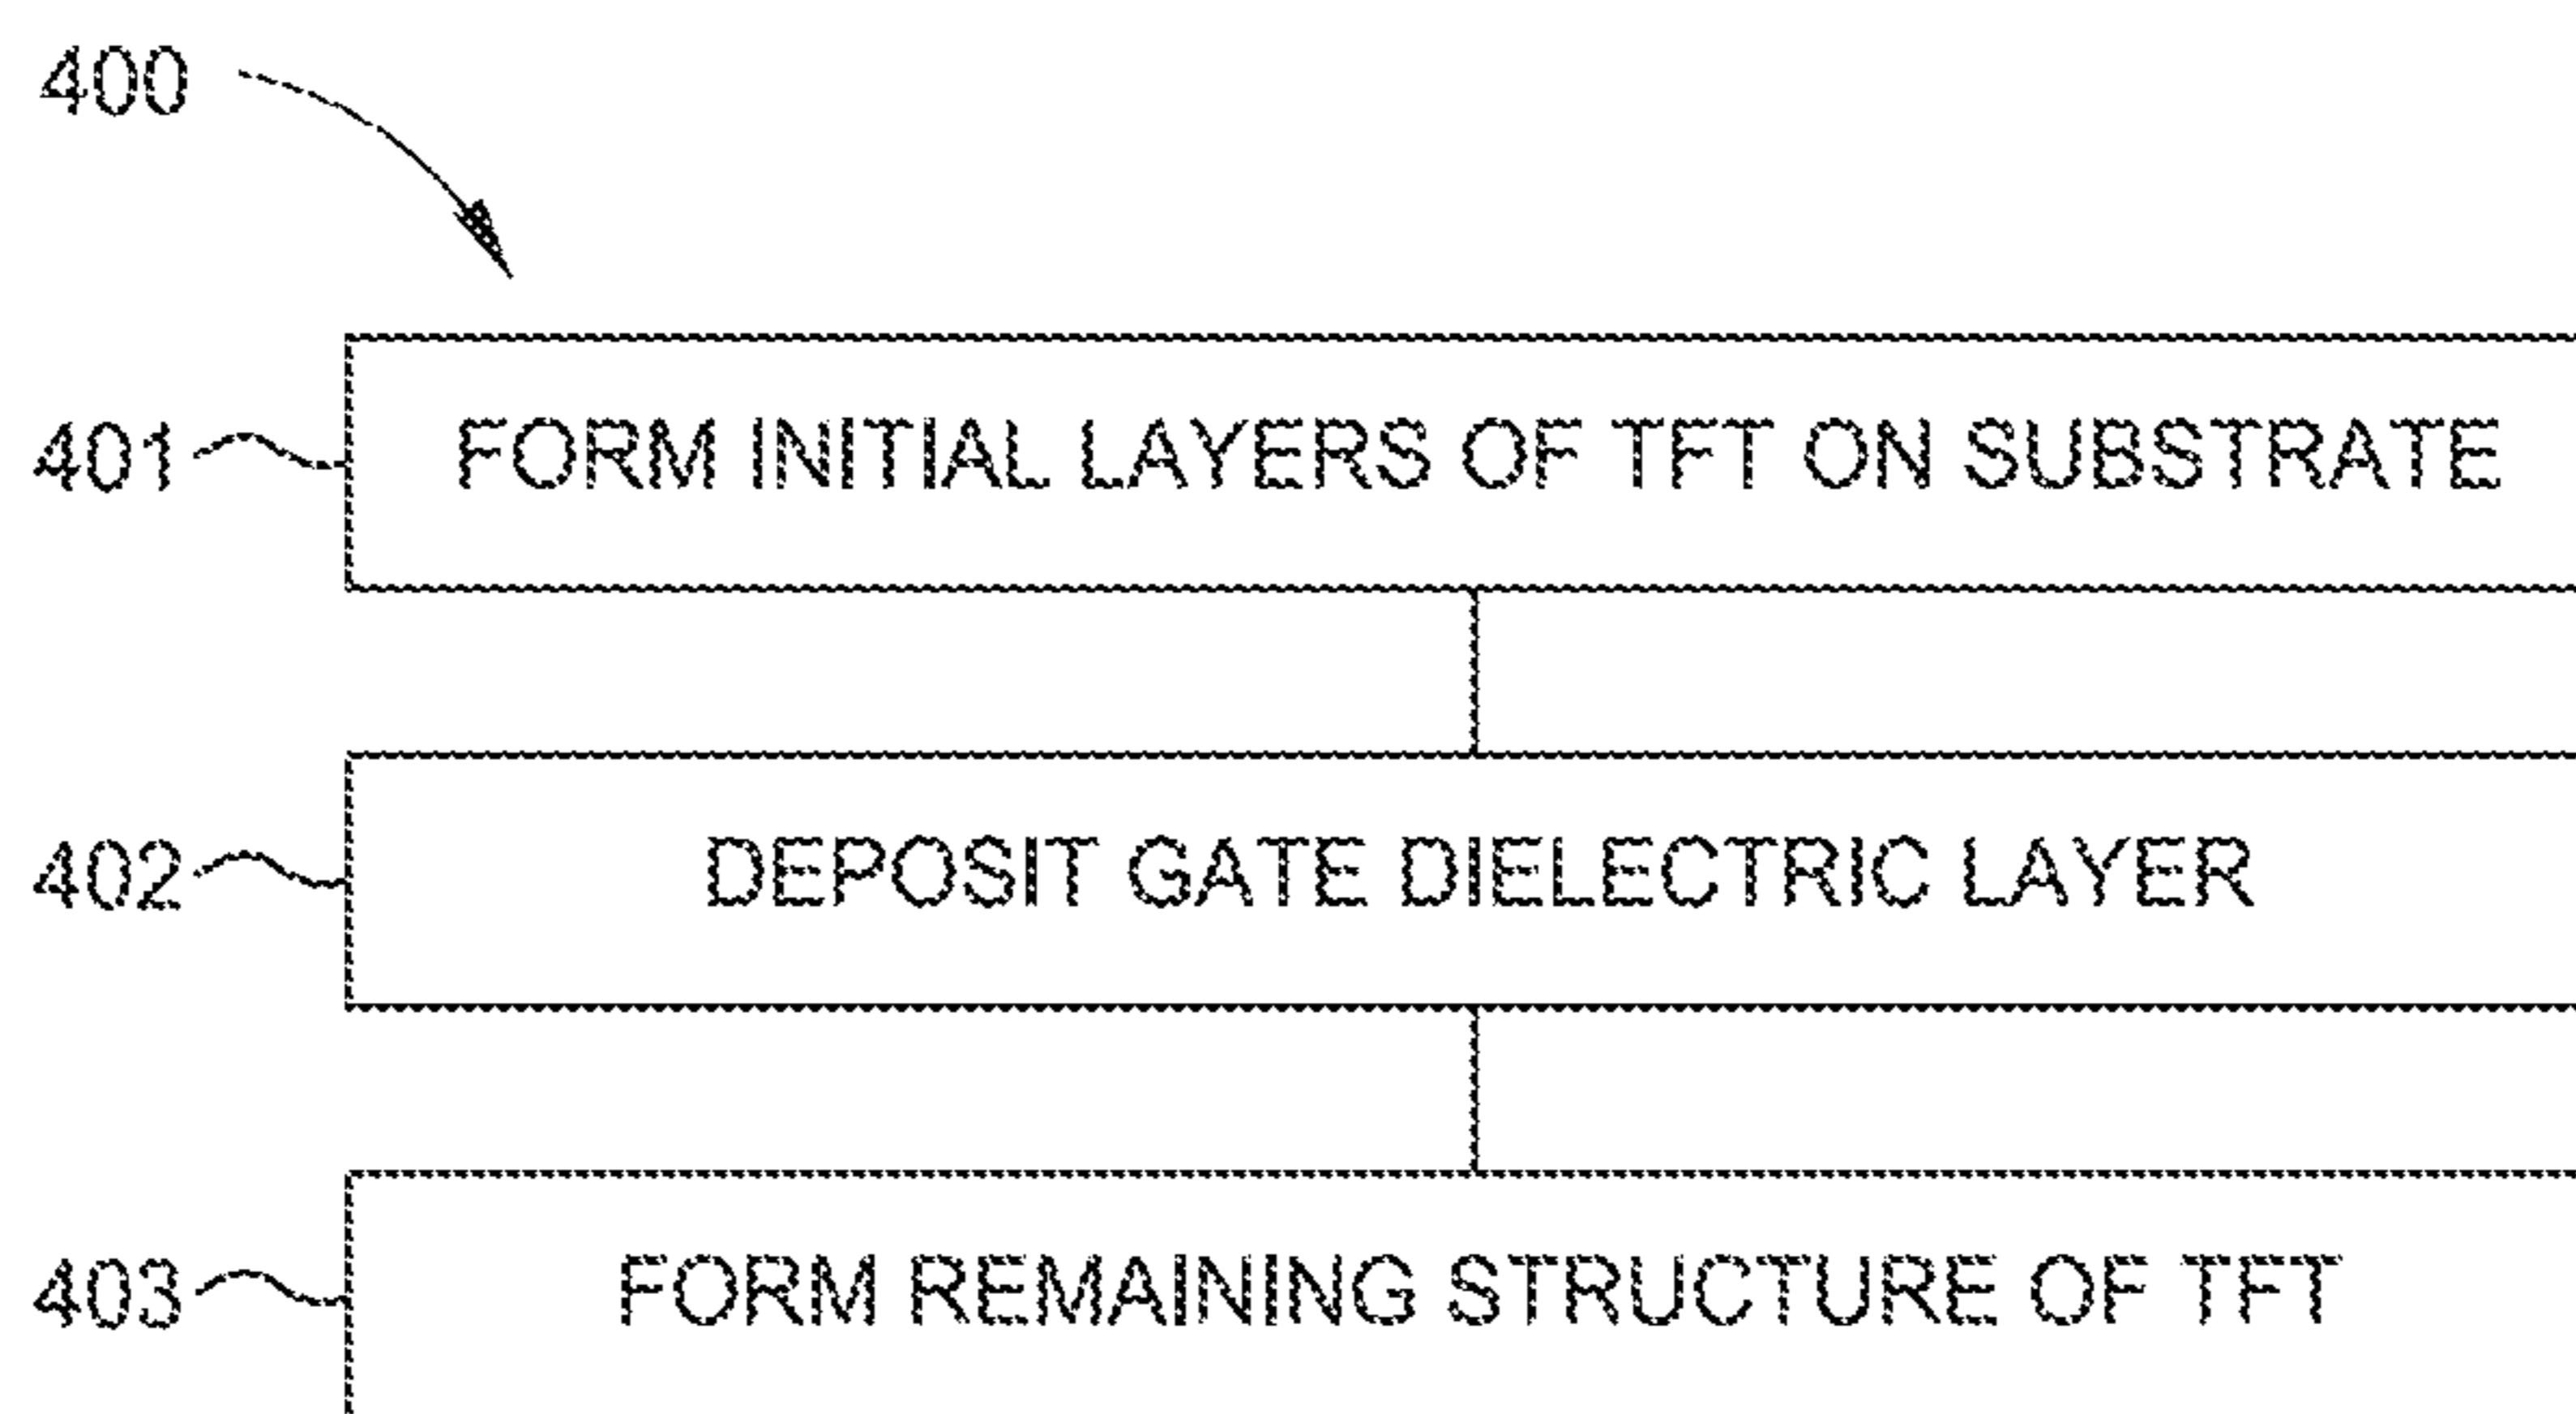 400
401 FORM INITIAL LAYERS OF TFT ON SUBSTRATE
402 DEPOSIT GATE DIELECTRIC LAYER
403 FORM REMAINING STRUCTURE OF TFT